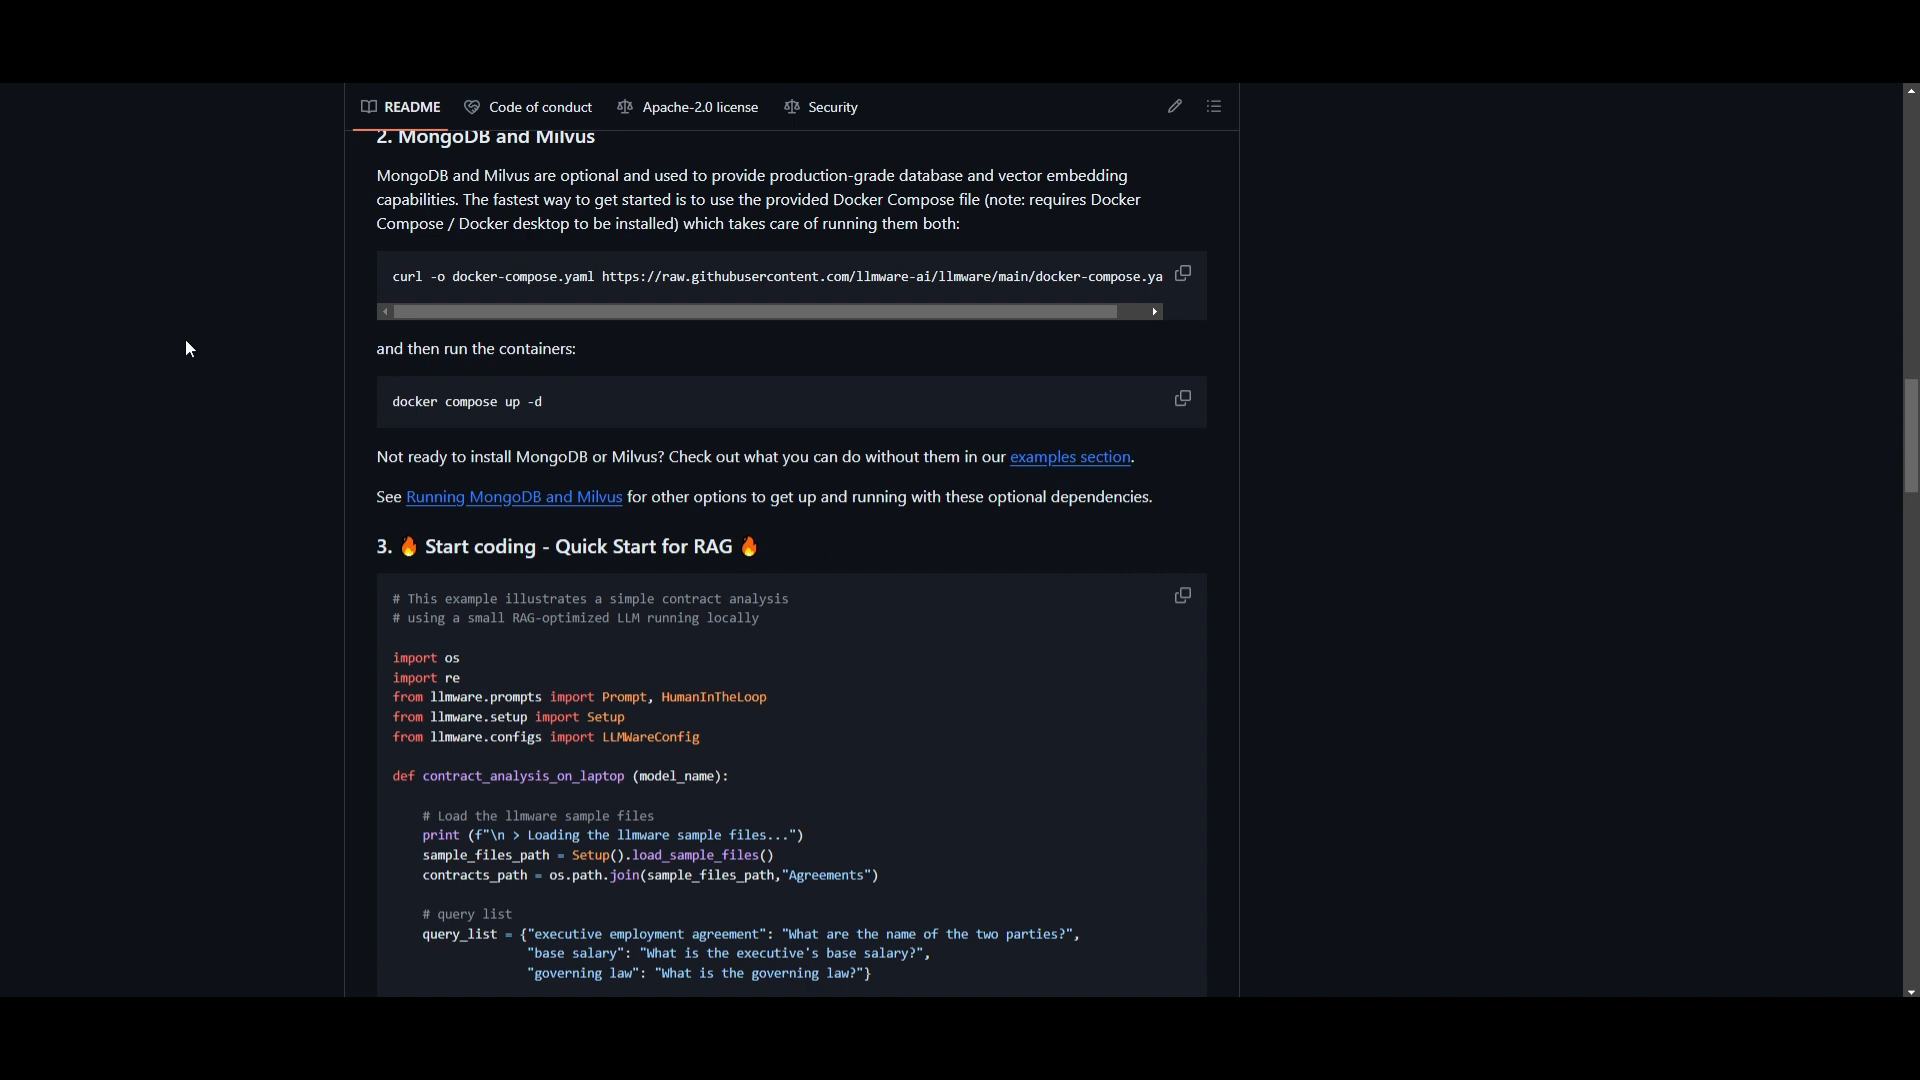 README Code of conduct Apache-2.0 license Security
2. MongoDB and Milvus
MongoDB and Milvus are optional and used to provide production-grade database and vector embedding
capabilities. The fastest way to get started is to use the provided Docker Compose file (note: requires Docker
Compose / Docker desktop to be installed) which takes care of running them both:
curl -o docker-compose.yaml https://raw.githubusercontent.com/llmware-ai/llmware/main/docker-compose.ya
and then run the containers:
docker compose up -d
Not ready to install MongoDB or Milvus? Check out what you can do without them in our examples section.
See Running MongoDB and Milvus for other options to get up and running with these optional dependencies.
3. 🔥 Start coding - Quick Start for RAG 🔥
# This example illustrates a simple contract analysis
# using a small RAG-optimized LLM running locally
import os
import re
from llmware.prompts import Prompt, HumanInTheLoop
from llmware.setup import Setup
from llmware.configs import LLMWareConfig
def contract_analysis_on_laptop (model_name):
# Load the llmware sample files
print (f"\n > Loading the llmware sample files...")
sample_files_path = Setup().load_sample_files()
contracts_path = os.path.join(sample_files_path,"Agreements")
# query list
query_list = {"executive employment agreement": "What are the name of the two parties?",
"base salary": "What is the executive's base salary?",
"governing law": "What is the governing law?"}